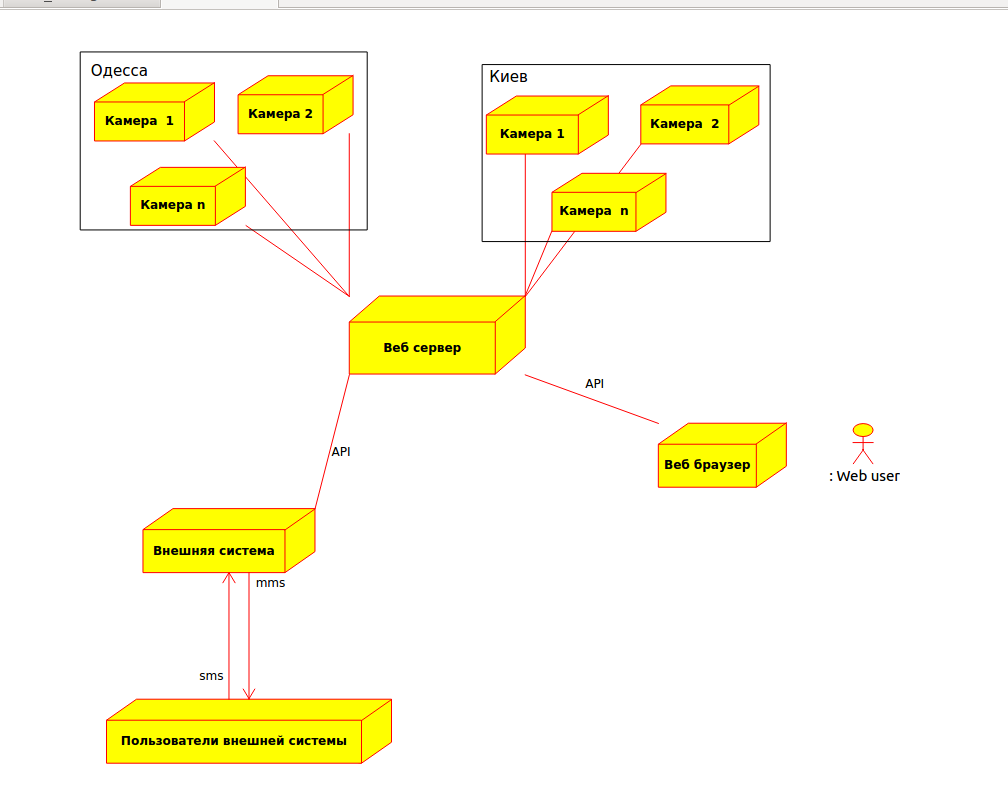 Одесса
Камера  1
Камера 2
Камера n
Киев
Камера 1
Камера  2
Камера  n
Веб сервер
API
API
Веб браузер
: Web user
Внешняя система
mms
sms
Пользователи внешней системы